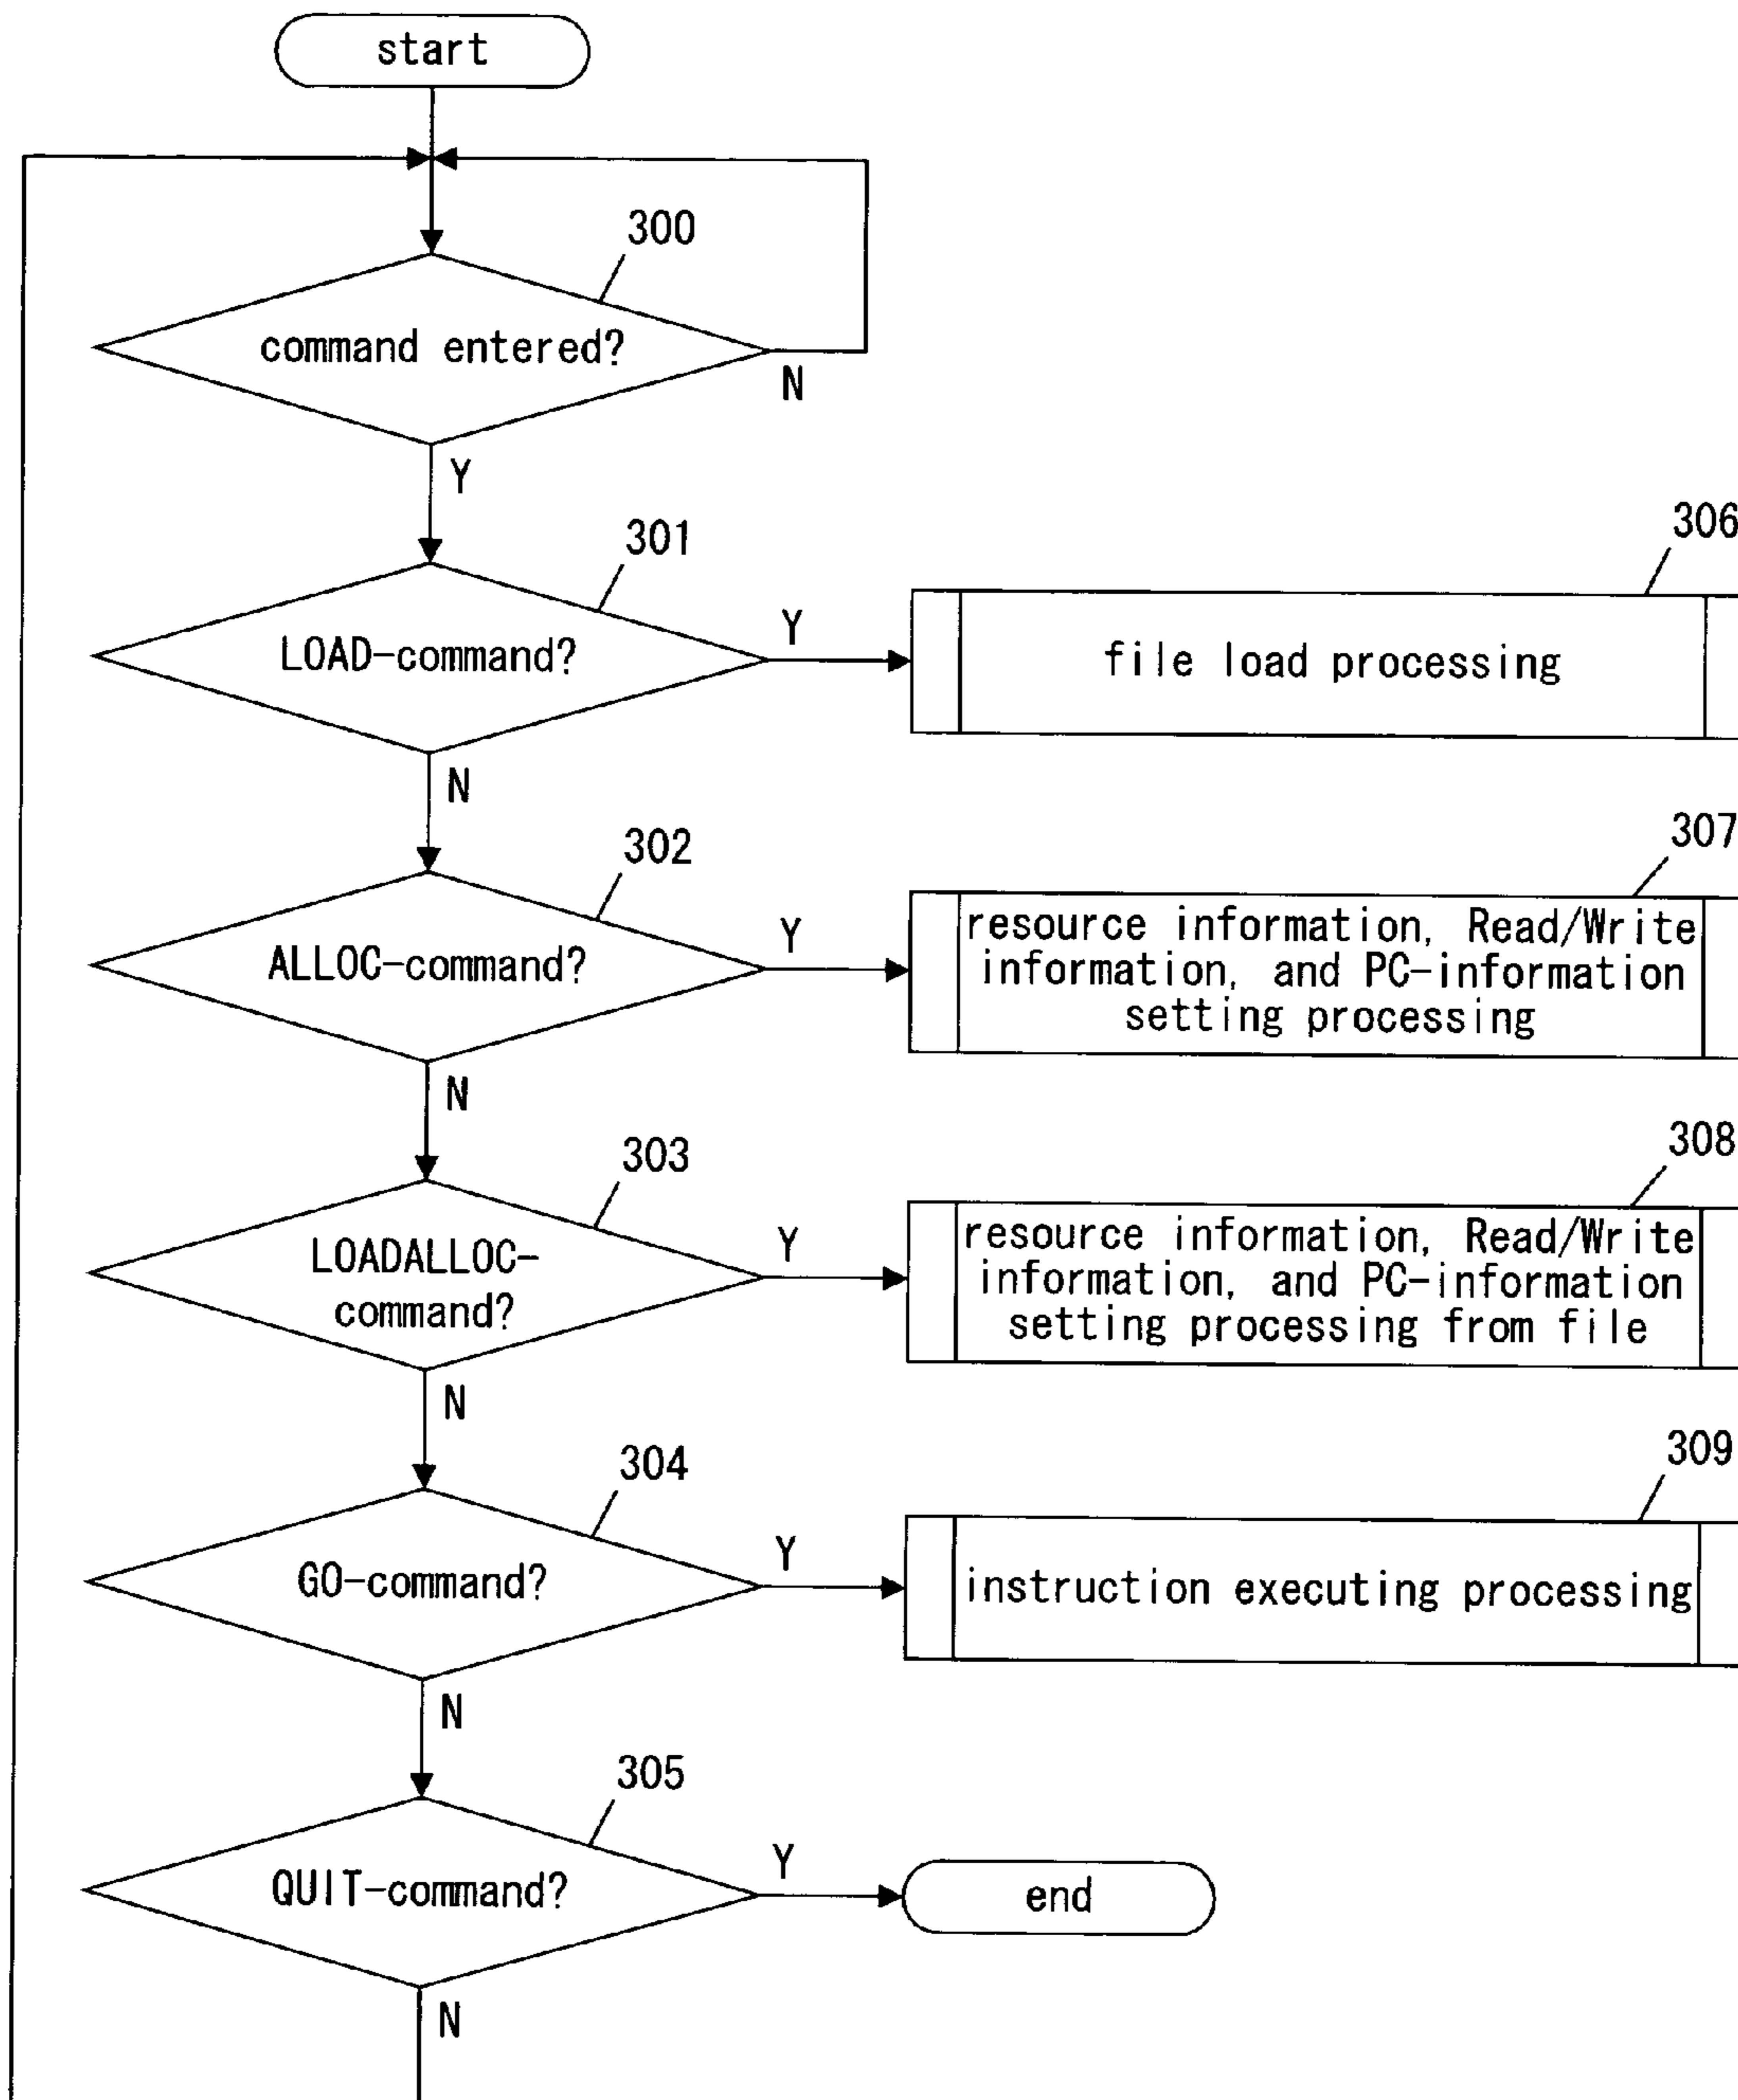 start
300
command entered?
N
Y
301
306
LOAD-command?
Y
file load processing
N
302
307
ALLOC-command?
Y
resource information, Read/Write
information, and PC-information
setting processing
N
303
308
LOADALLOC-
command?
Y
resource information, Read/Write
information, and PC-information
setting processing from file
N
304
309
GO-command?
Y
instruction executing processing
N
305
QUIT-command?
Y
end
N